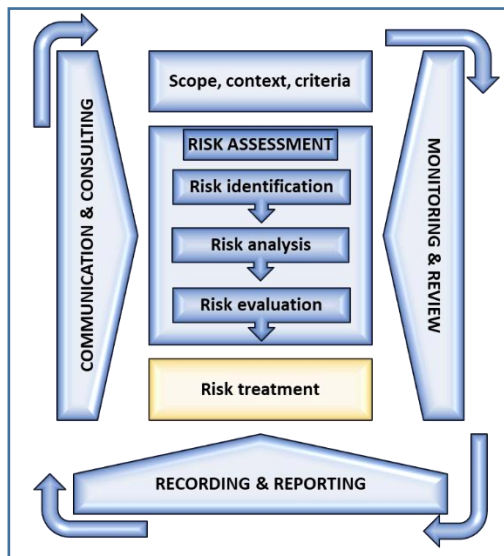 Scope, context, criteria
RISK ASSESSMENT
Risk identification
Risk analysis
Risk evaluation
Risk treatment
COMMUNICATION & CONSULTING
MONITORING & REVIEW
RECORDING & REPORTING